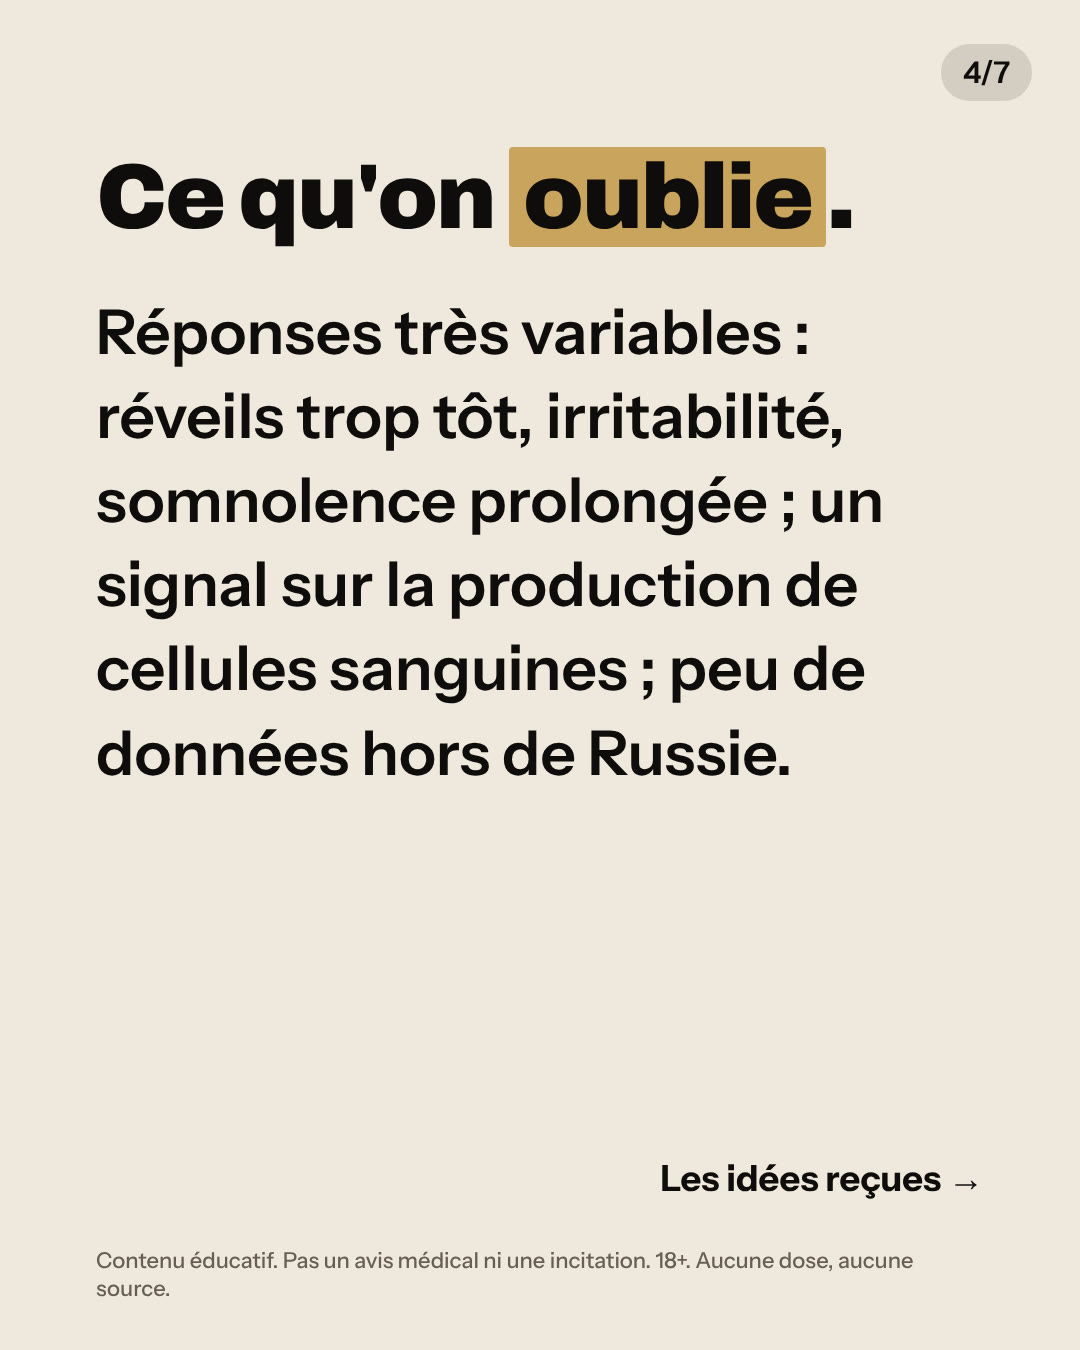 4/7
Ce qu'on oublie.
Réponses très variables :
réveils trop tôt, irritabilité,
somnolence prolongée ; un
signal sur la production de
cellules sanguines ; peu de
données hors de Russie.
Les idées reçues →
Contenu éducatif. Pas un avis médical ni une incitation. 18+. Aucune dose, aucune
source.